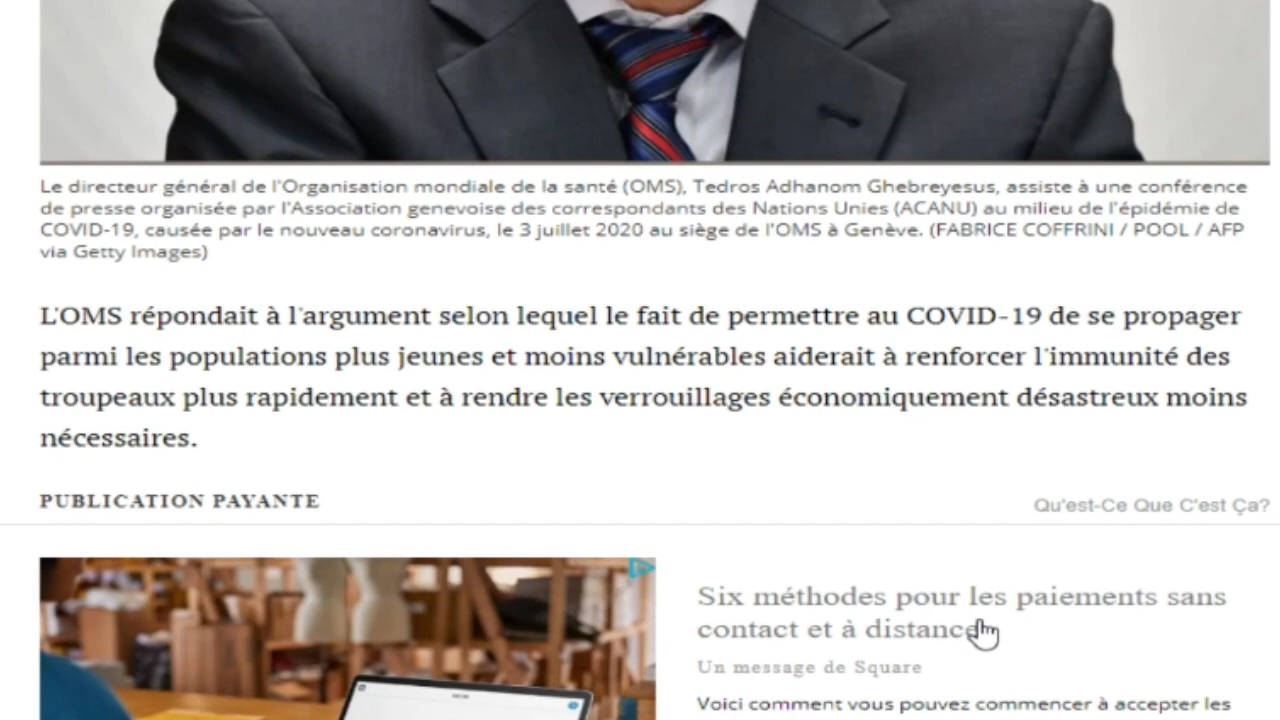 Le directeur général de l'Organisation mondiale de la santé (OMS), Tedros Adhanom Ghebreyesus, assiste à une conférence
de presse organisée par l'Association genevoise des correspondants des Nations Unies (ACANU) au milieu de l'épidémie de
COVID-19, causée par le nouveau coronavirus, le 3 juillet 2020 au siège de l'OMS à Genève. (FABRICE COFFRINI / POOL / AFP
via Getty Images)
L'OMS répondait à l'argument selon lequel le fait de permettre au COVID-19 de se propager
parmi les populations plus jeunes et moins vulnérables aiderait à renforcer l'immunité des
troupeaux plus rapidement et à rendre les verrouillages économiquement désastreux moins
nécessaires.
PUBLICATION PAYANTE
Qu'est-Ce Que C'est Ça?
Six méthodes pour les paiements sans
contact et à distance
Un message de Square
Voici comment vous pouvez commencer à accepter les